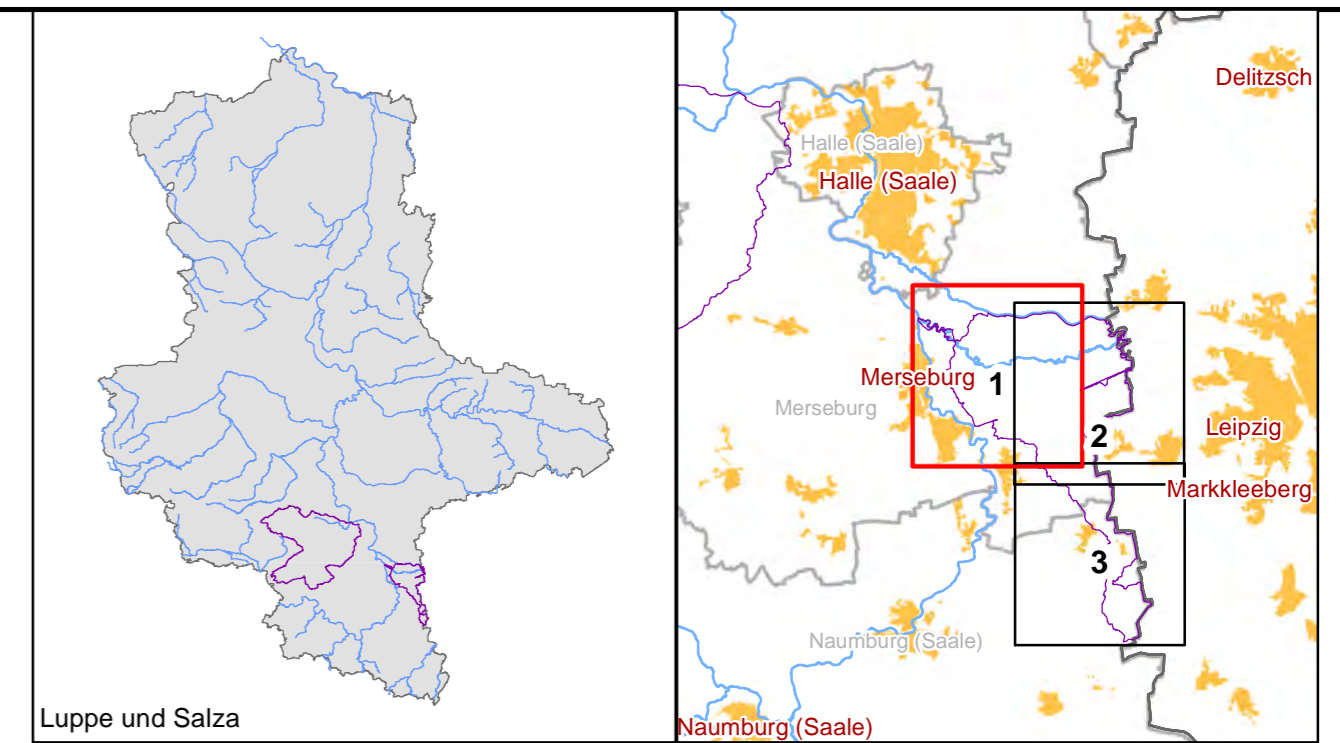 Luppe und Salza
Delitzsch
Halle (Saale)
Halle (Saale)
Merseburg
1
Merseburg
2
Leipzig
Markkleeberg
3
Naumburg (Saale)
Naumburg (Saale)